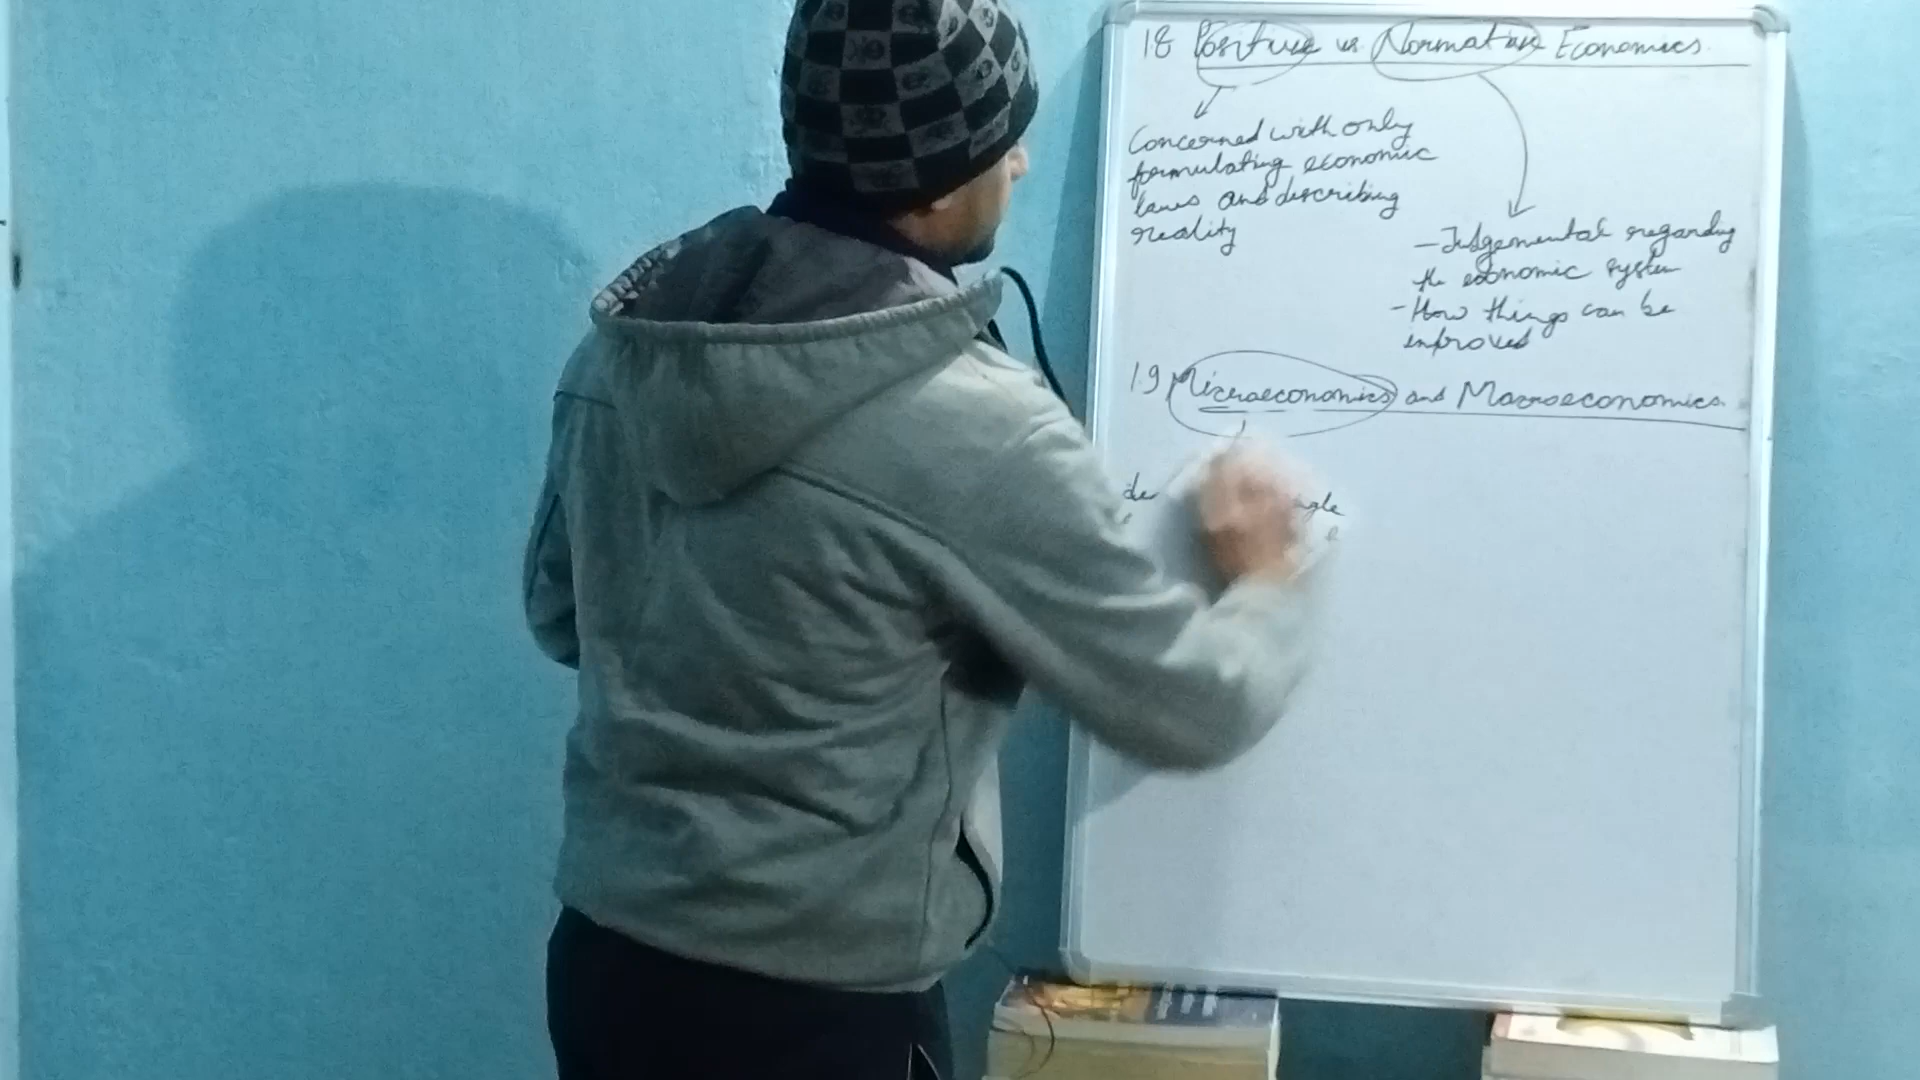 1.8 Positive vs Normative Economics
Concerned with only
formulating economic
laws and describing
reality
- Judgemental regarding
the economic system
- How things can be
improved
1.9 Microeconomics and Macroeconomics